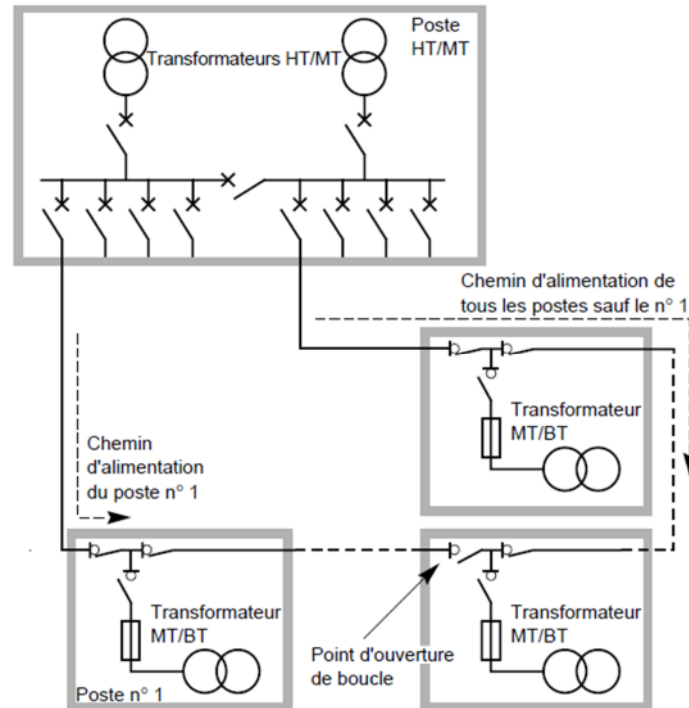 Poste
HT/MT
Transformateurs HT/MT
Chemin d'alimentation de
tous les postes sauf le n° 1
Transformateur
MT/BT
Chemin
d'alimentation
du poste n° 1
Transformateur
MT/BT
Poste n° 1
Point d'ouverture
de boucle
Transformateur
MT/BT